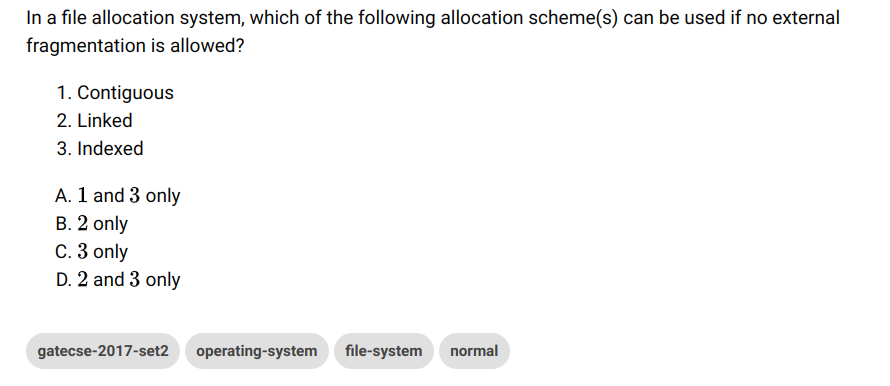 In a file allocation system, which of the following allocation scheme(s) can be used if no external
fragmentation is allowed?
1. Contiguous
2. Linked
3. Indexed
A. 1 and 3 only
B. 2 only
C. 3 only
D. 2 and 3 only
gatecse-2017-set2 operating-system file-system normal